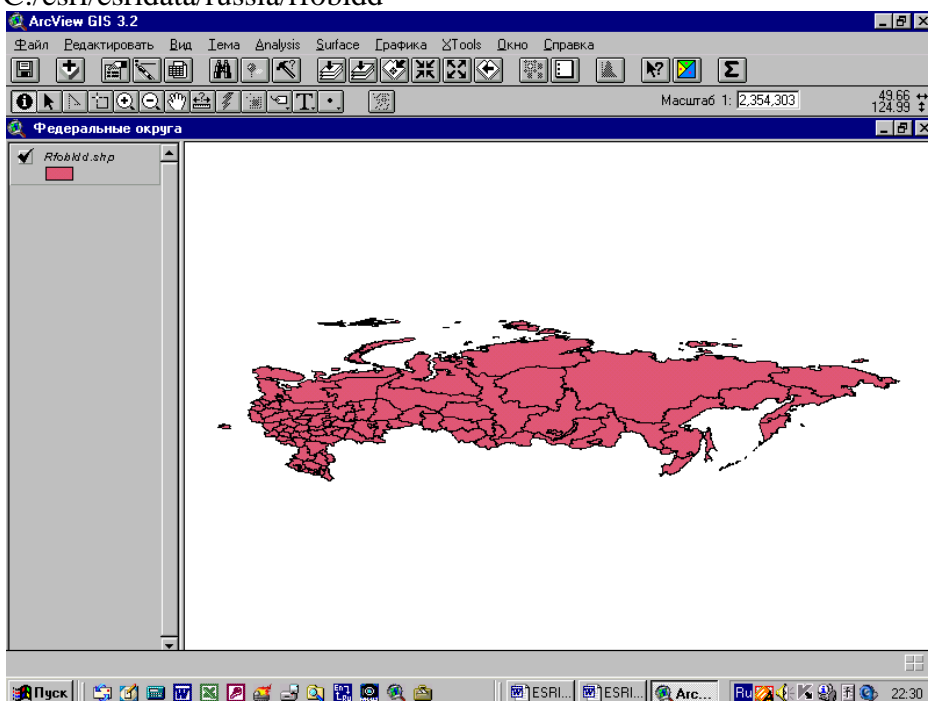 C:/esri/esridata/russia/rfobldd
ArcView GIS 3.2
Файл Редактировать Вид Тема Analysis Surface Графика XTools Окно Справка
Масштаб 1: 2,354,303
49.66
124.99
Федеральные округа
Rfobldd.shp
Пуск
ESRI...
ESRI...
Arc...
Ru
22:30